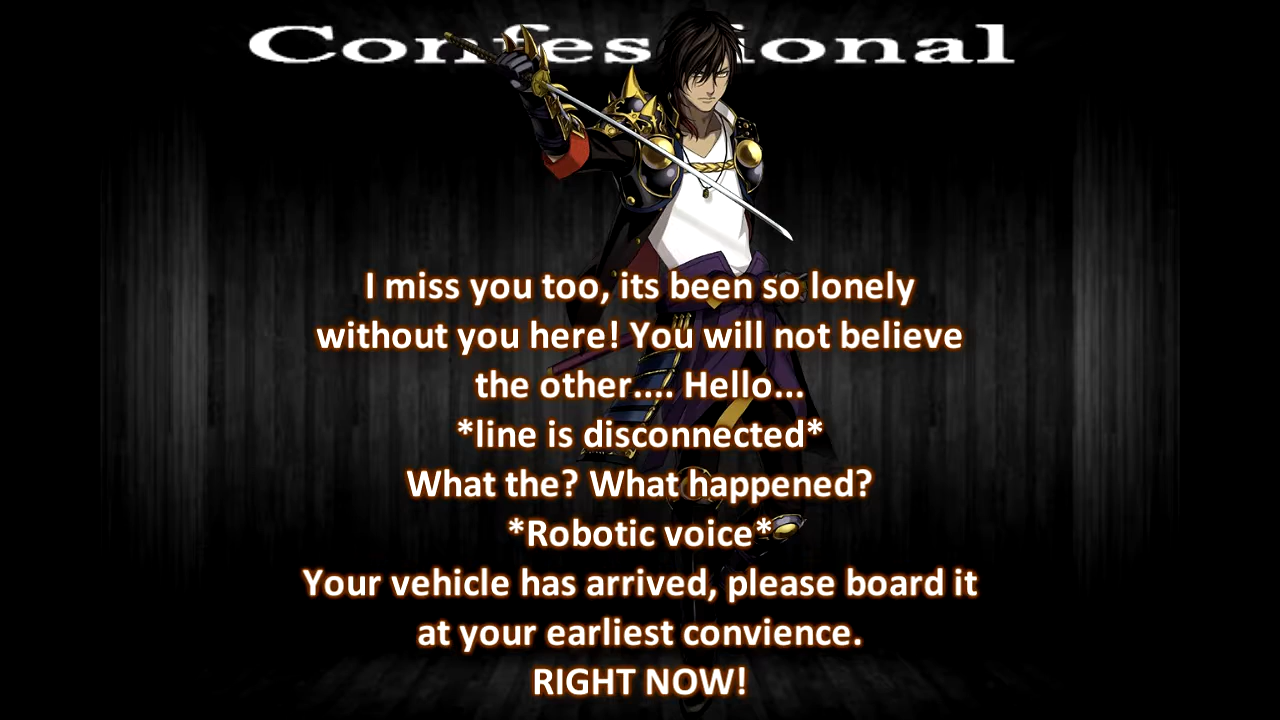 Confessional
I miss you too, its been so lonely
without you here! You will not believe
the other.... Hello...
*line is disconnected*
What the? What happened?
*Robotic voice*
Your vehicle has arrived, please board it
at your earliest convience.
RIGHT NOW!